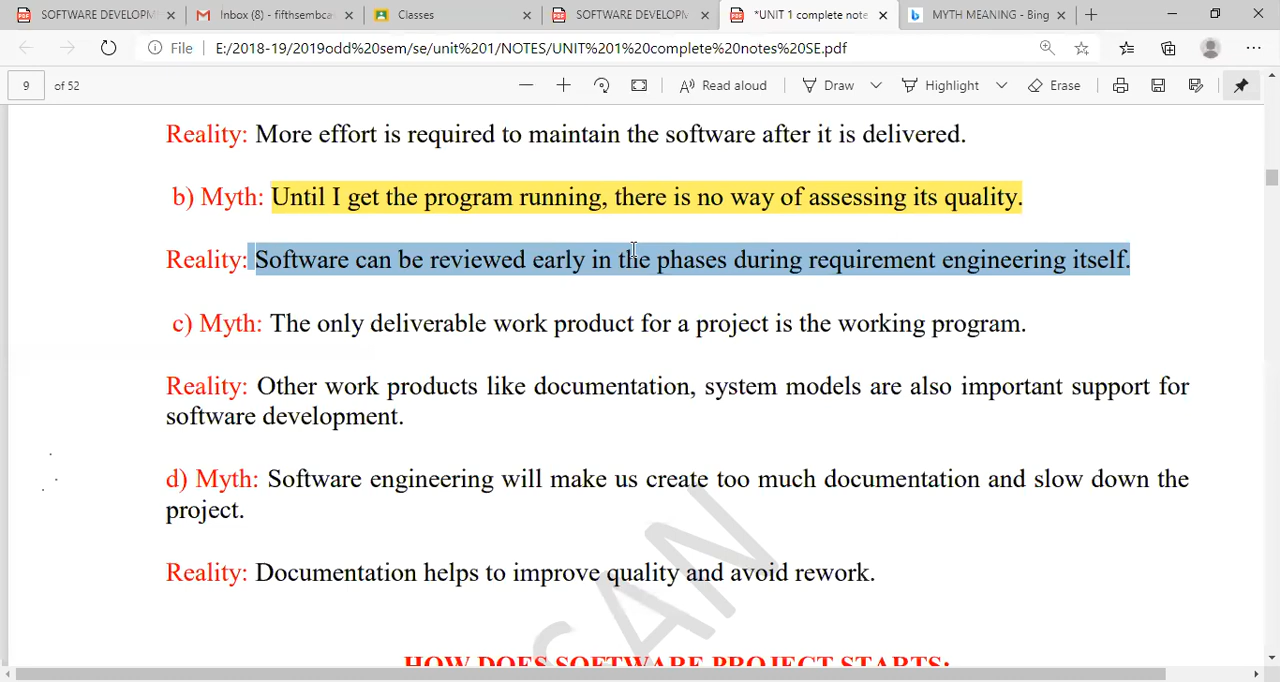 SOFTWARE DEVELOPM
Inbox (8) - fifthsembca
Classes
SOFTWARE DEVELOPM
*UNIT 1 complete note
MYTH MEANING - Bing
File
E:/2018-19/2019odd%20sem/se/unit%201/NOTES/UNIT%201%20complete%20notes%20SE.pdf
9 of 52
Read aloud
Draw
Highlight
Erase
Reality: More effort is required to maintain the software after it is delivered.
b) Myth: Until I get the program running, there is no way of assessing its quality.
Reality: Software can be reviewed early in the phases during requirement engineering itself.
c) Myth: The only deliverable work product for a project is the working program.
Reality: Other work products like documentation, system models are also important support for
software development.
d) Myth: Software engineering will make us create too much documentation and slow down the
project.
Reality: Documentation helps to improve quality and avoid rework.
CAN
HOW DOES SOFTWARE PROJECT STARTS: